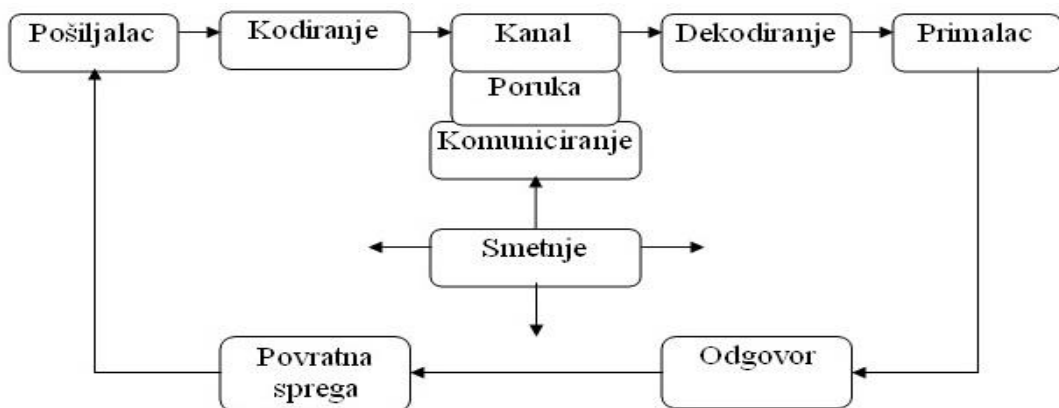 Pošiljalac
Kodiranje
Kanal
Dekodiranje
Primalac
Poruka
Komuniciranje
Smetnje
Povratna
sprega
Odgovor